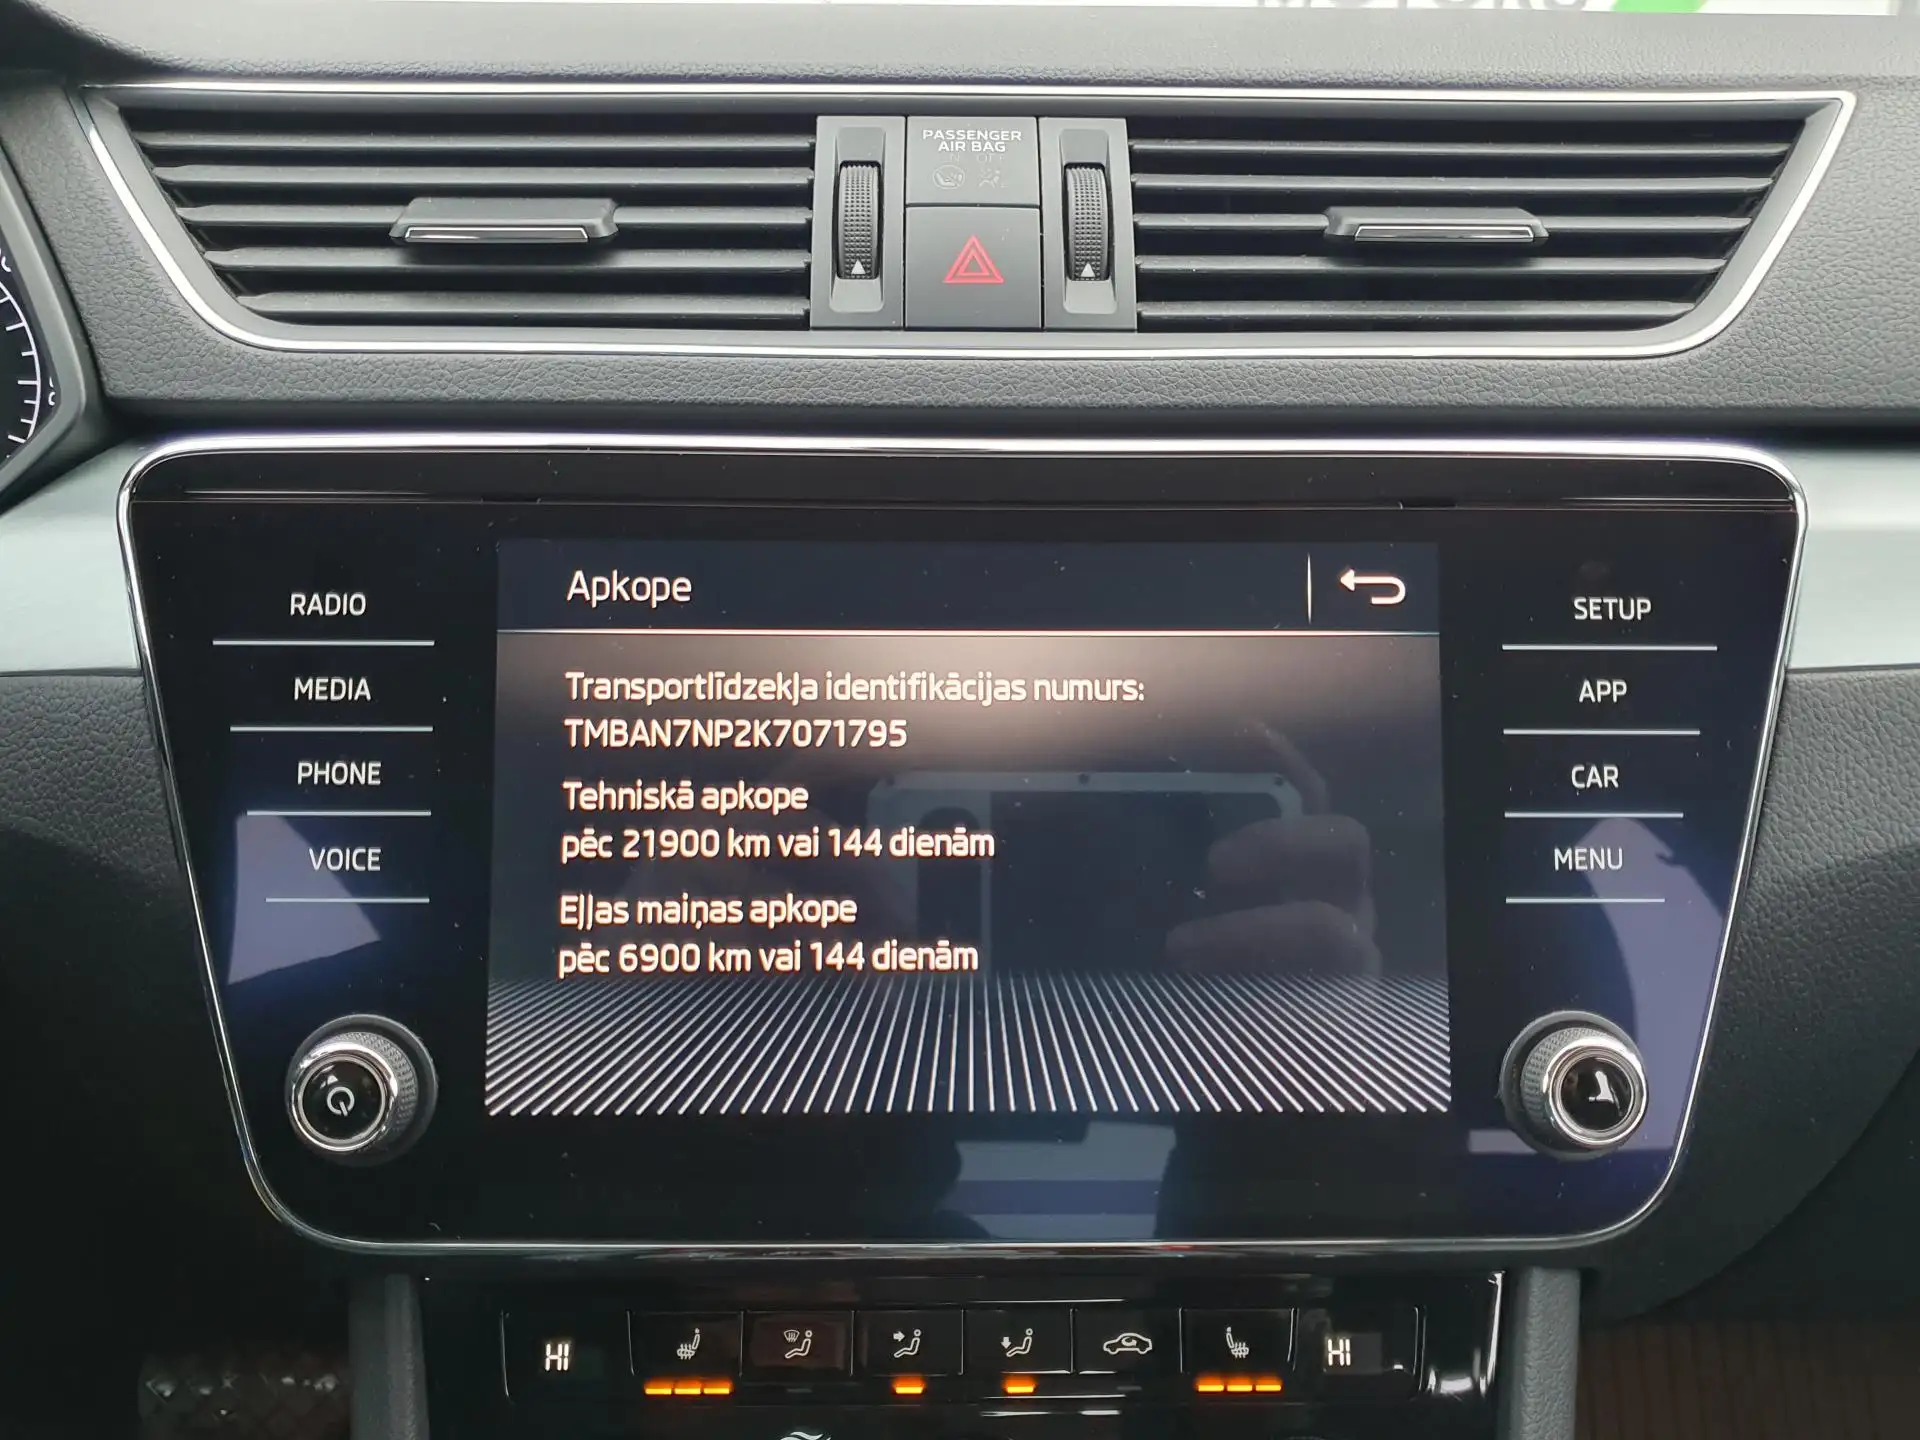 PASSENGER
AIR BAG
Apkope
RADIO
MEDIA
PHONE
VOICE
Transportlīdzekļa identifikācijas numurs:
TMBAN7NP2K7071795
Tehniskā apkope
pēc 21900 km vai 144 dienām
Eļļas maiņas apkope
pēc 6900 km vai 144 dienām
SETUP
APP
CAR
MENU
HI
HI